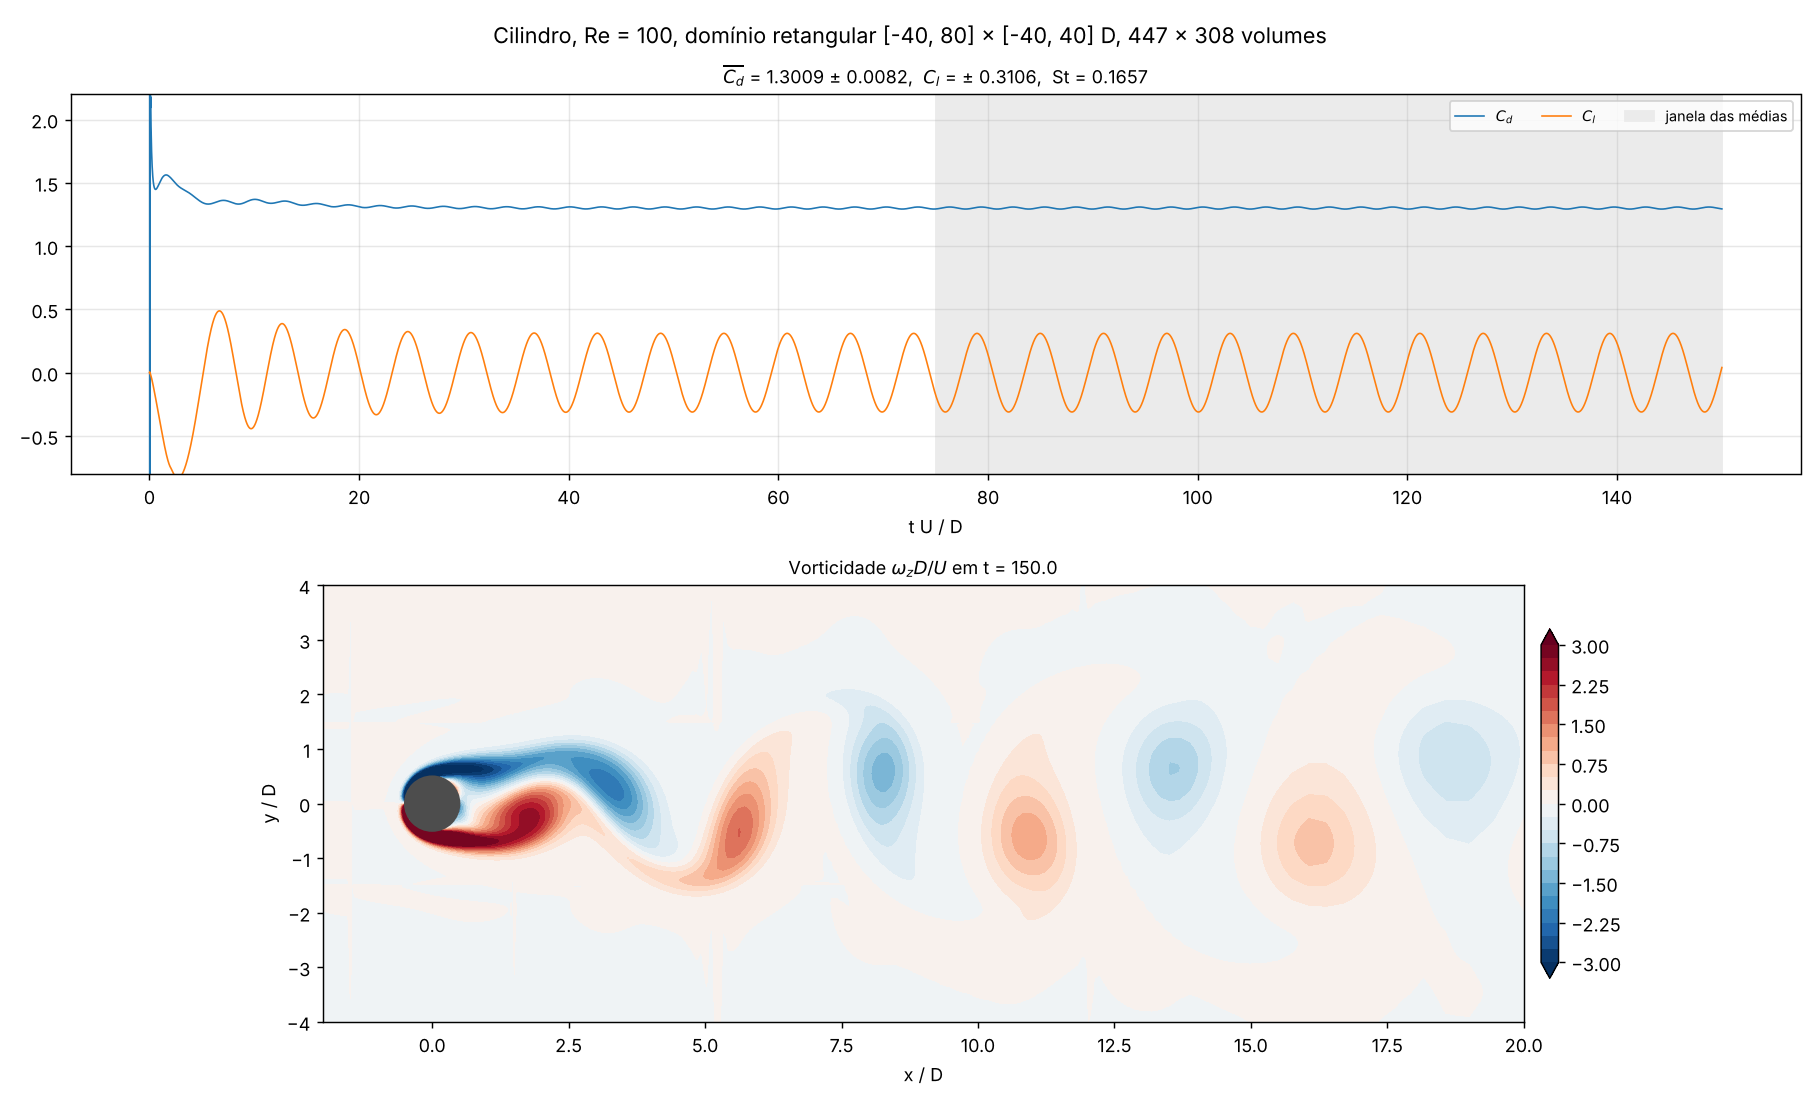 Cilindro, Re = 100, domínio retangular [-40, 80] × [-40, 40] D, 447 × 308 volumes
C̅d = 1.3009 ± 0.0082, Cl = ± 0.3106, St = 0.1657
Cd Cl janela das médias
2.0
1.5
1.0
0.5
0.0
−0.5
0 20 40 60 80 100 120 140
t U / D
Vorticidade ωzD/U em t = 150.0
4
3
2
1
0
−1
−2
−3
−4
y / D
0.0 2.5 5.0 7.5 10.0 12.5 15.0 17.5 20.0
x / D
3.00
2.25
1.50
0.75
0.00
−0.75
−1.50
−2.25
−3.00